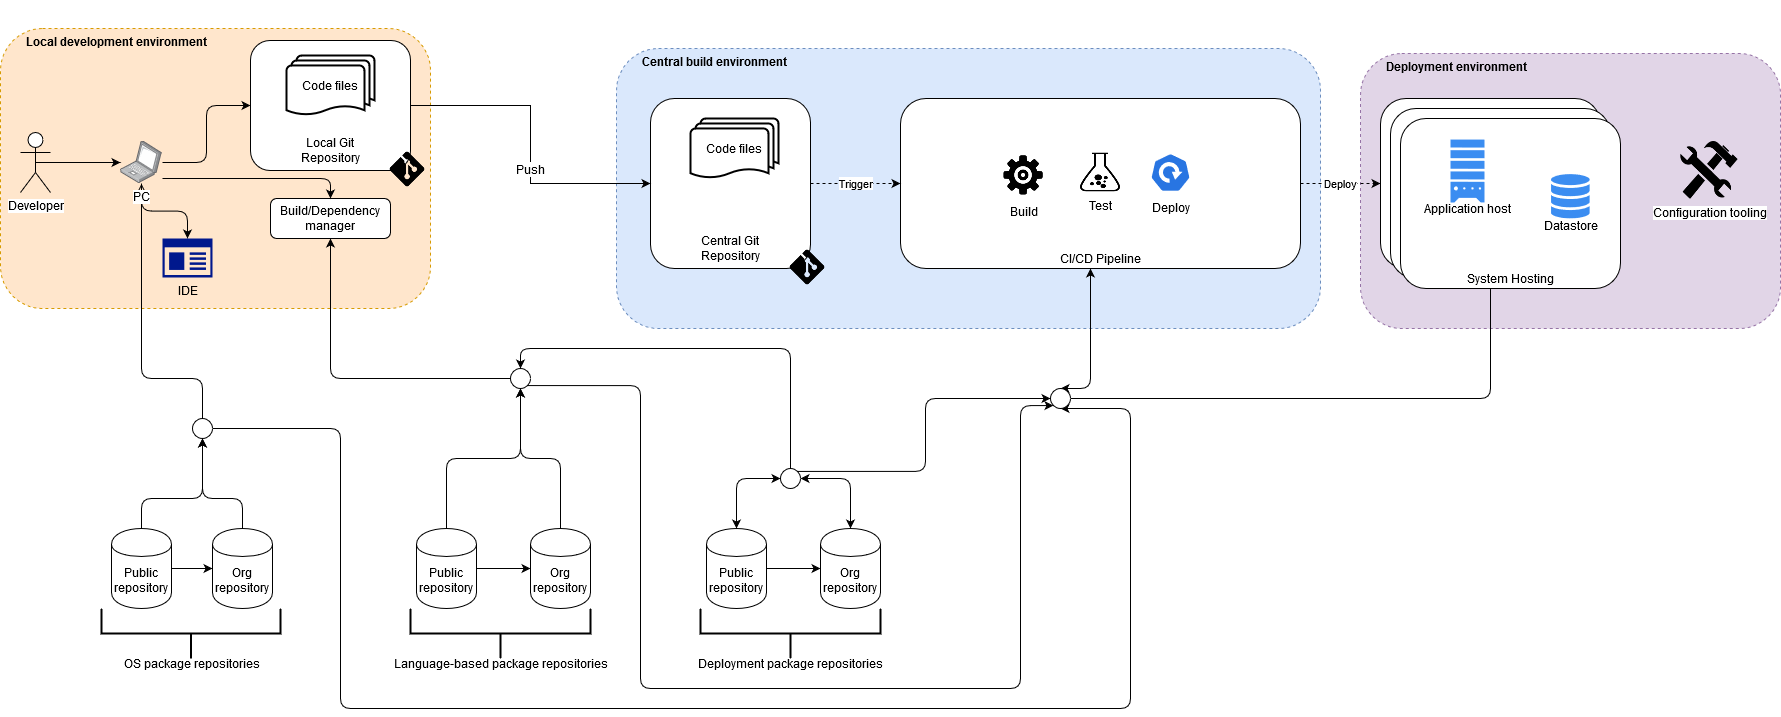 Local development environment
Code files
Local Git
Repository
Developer
PC
Build/Dependency
manager
IDE
Push
Central build environment
Code files
Central Git
Repository
Trigger
Build
Test
Deploy
CI/CD Pipeline
Deploy
Deployment environment
Application host
Datastore
System Hosting
Configuration tooling
Public
repository
Org
repository
OS package repositories
Public
repository
Org
repository
Language-based package repositories
Public
repository
Org
repository
Deployment package repositories